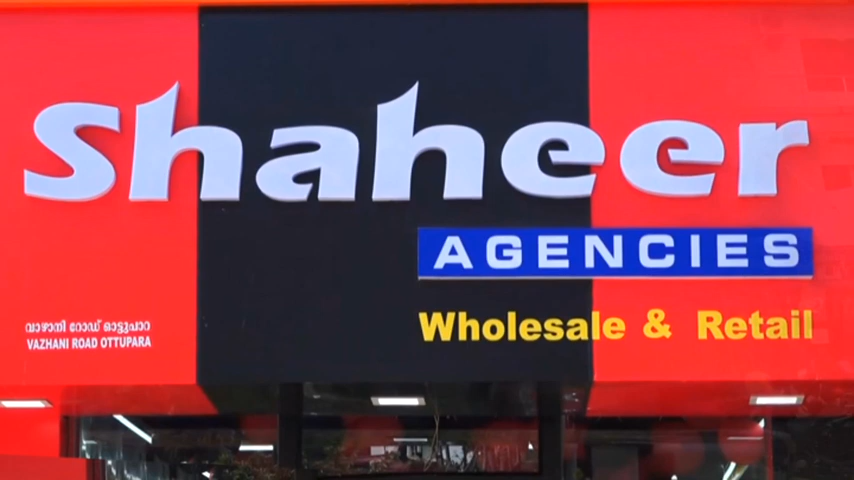 Shaheer
AGENCIES
Wholesale & Retail
വാഴാനി റോഡ് ഓട്ടുപാറ
VAZHANI ROAD OTTUPARA